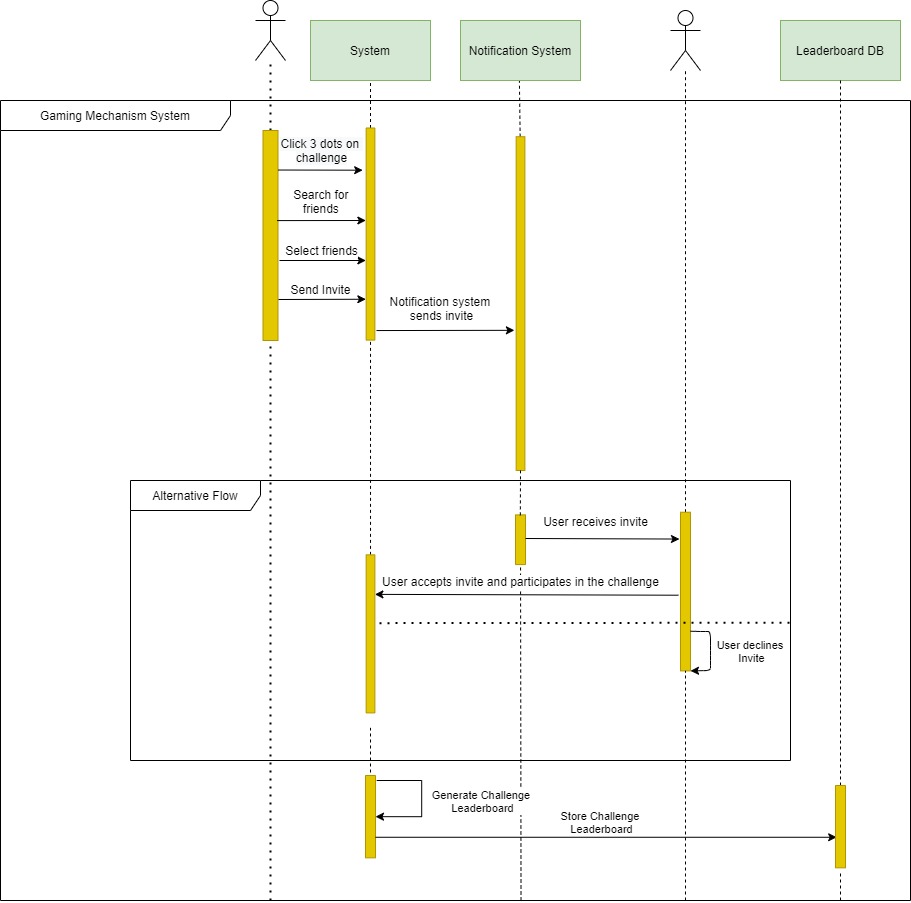 System
Notification System
Leaderboard DB
Gaming Mechanism System
Click 3 dots on
challenge
Search for
friends
Select friends
Send Invite
Notification system
sends invite
Alternative Flow
User receives invite
User accepts invite and participates in the challenge
User declines
Invite
Generate Challenge
Leaderboard
Store Challenge
Leaderboard